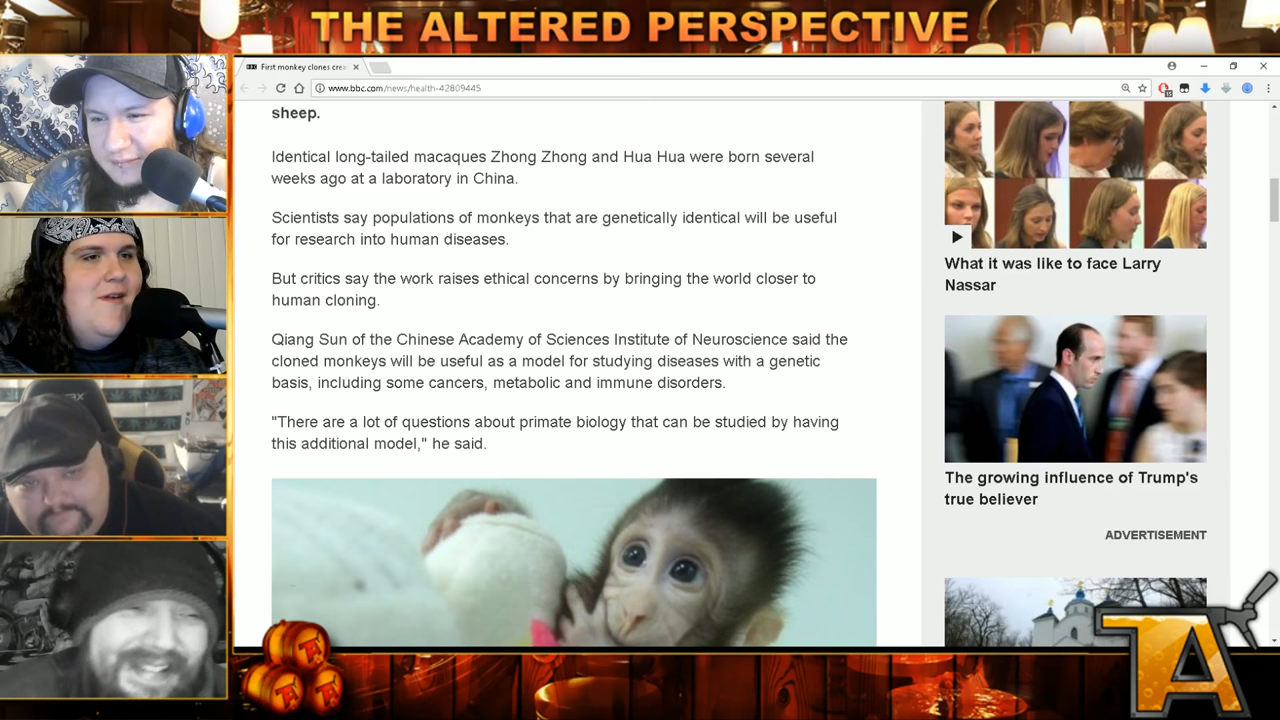 THE ALTERED PERSPECTIVE
First monkey clones cre
www.bbc.com/news/health-42809445
sheep.
Identical long-tailed macaques Zhong Zhong and Hua Hua were born several
weeks ago at a laboratory in China.
Scientists say populations of monkeys that are genetically identical will be useful
for research into human diseases.
But critics say the work raises ethical concerns by bringing the world closer to
human cloning.
Qiang Sun of the Chinese Academy of Sciences Institute of Neuroscience said the
cloned monkeys will be useful as a model for studying diseases with a genetic
basis, including some cancers, metabolic and immune disorders.
"There are a lot of questions about primate biology that can be studied by having
this additional model," he said.
What it was like to face Larry
Nassar
The growing influence of Trump's
true believer
ADVERTISEMENT
TA